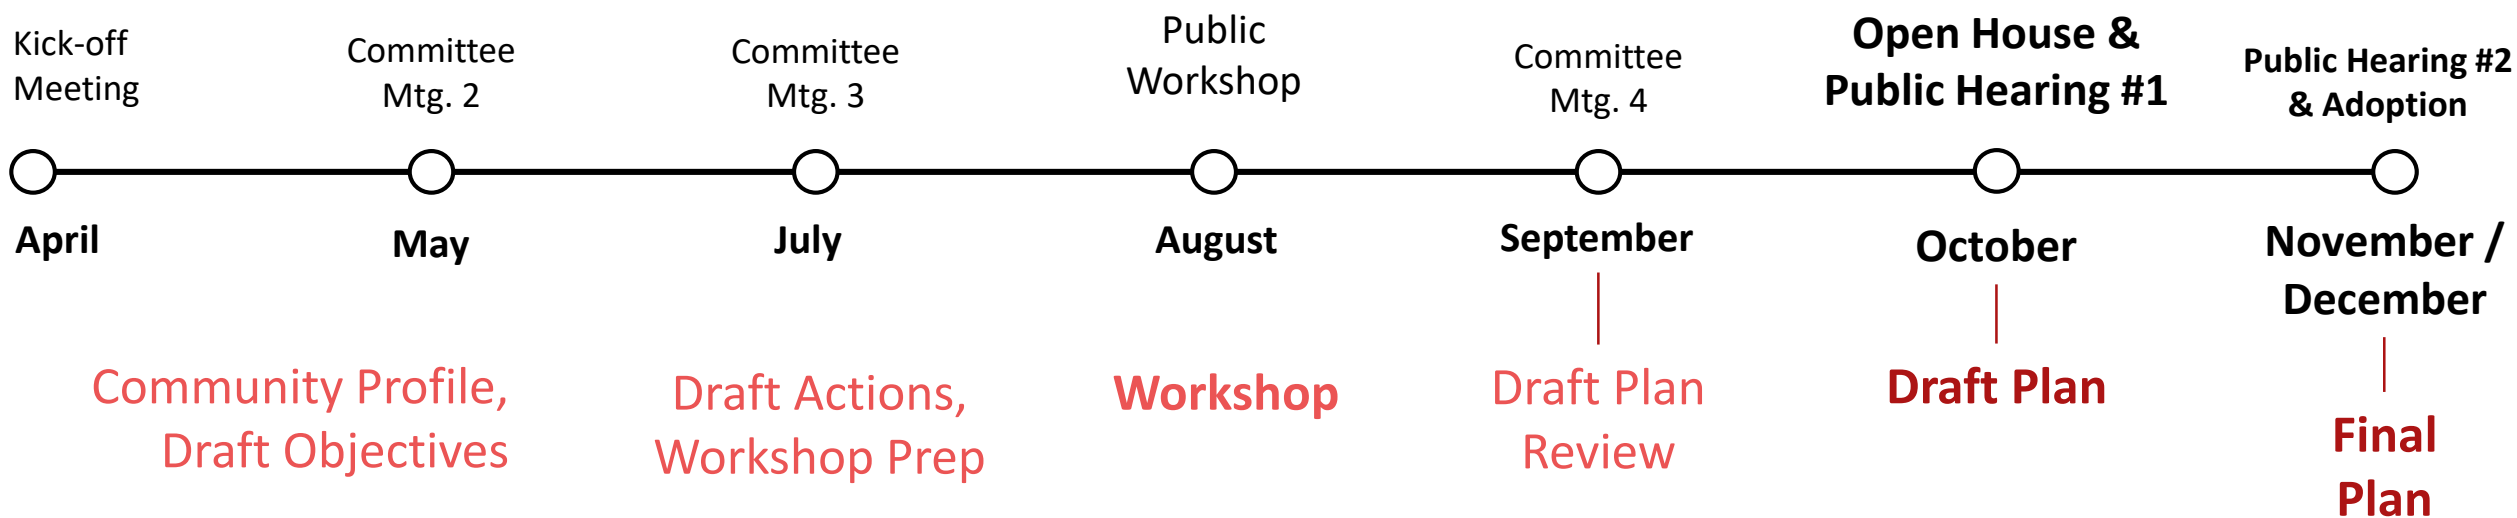 Kick-off
Meeting
Committee
Mtg. 2
Committee
Mtg. 3
Public
Workshop
Committee
Mtg. 4
Open House &
Public Hearing #1
Public Hearing #2
& Adoption
April
May
July
August
September
October
November /
December
Community Profile,
Draft Objectives
Draft Actions,
Workshop Prep
Workshop
Draft Plan
Review
Draft Plan
Final
Plan